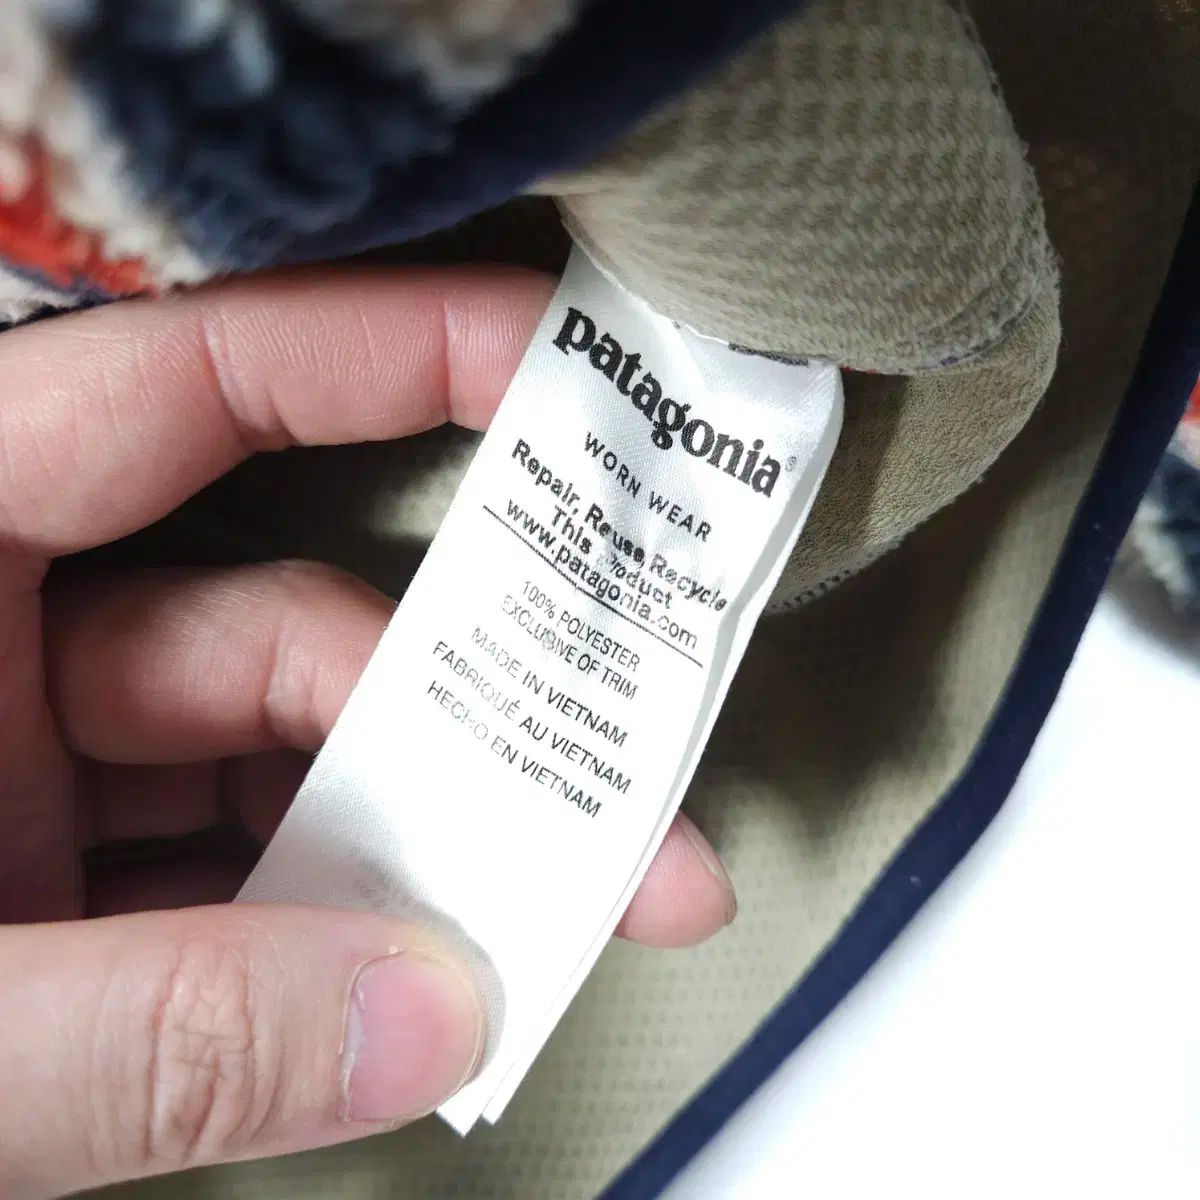 patagonia®
WORN WEAR
Repair, Reuse, Recycle
This Product
www.patagonia.com
100% POLYESTER
EXCLUSIVE OF TRIM
MADE IN VIETNAM
FABRIQUÉ AU VIETNAM
HECHO EN VIETNAM